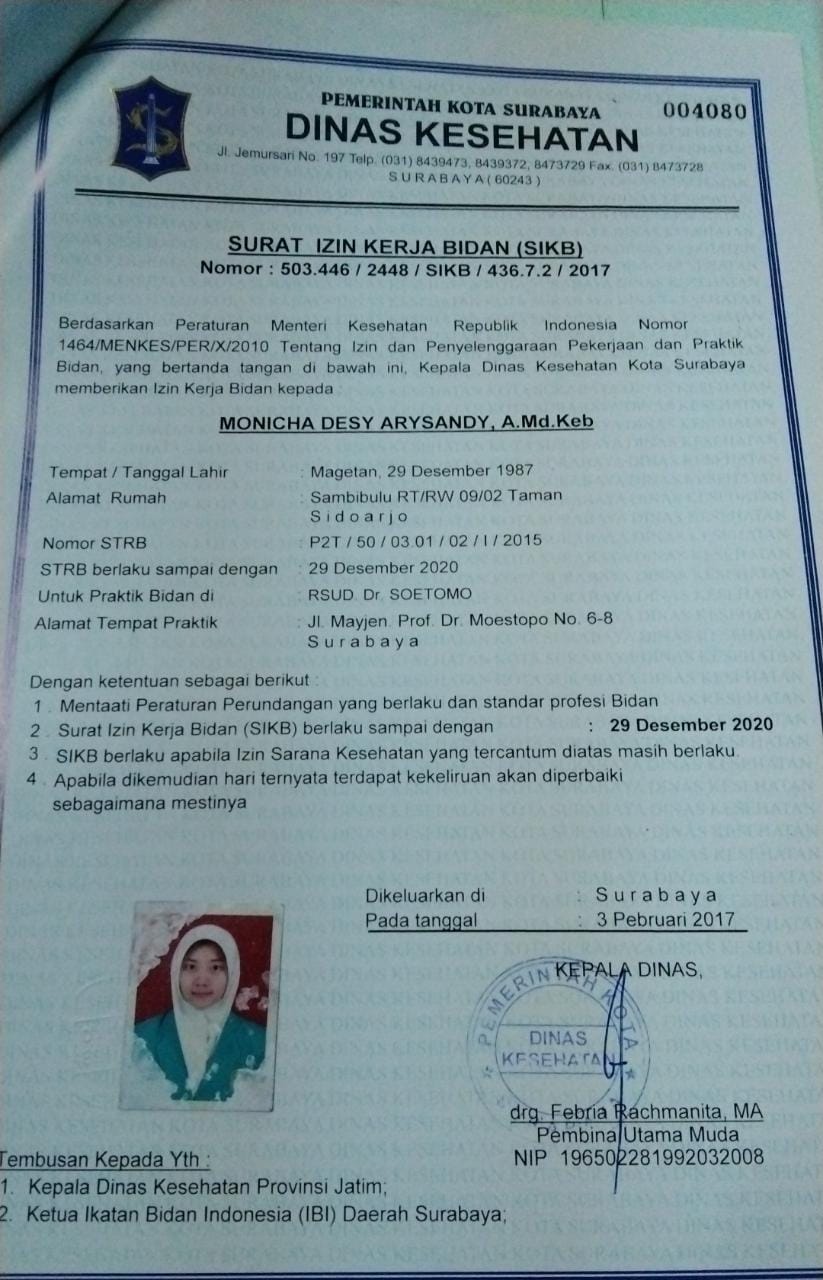 PEMERINTAH KOTA SURABAYA 004080
DINAS KESEHATAN
Jl. Jemursari No. 197 Telp. (031) 8439473, 8439372, 8473729 Fax. (031) 8473728
SURABAYA ( 60243 )
SURAT IZIN KERJA BIDAN (SIKB)
Nomor : 503.446 / 2448 / SIKB / 436.7.2 / 2017
Berdasarkan Peraturan Menteri Kesehatan Republik Indonesia Nomor
1464/MENKES/PER/X/2010 Tentang Izin dan Penyelenggaraan Pekerjaan dan Praktik
Bidan, yang bertanda tangan di bawah ini, Kepala Dinas Kesehatan Kota Surabaya
memberikan Izin Kerja Bidan kepada :
MONICHA DESY ARYSANDY, A.Md.Keb
Tempat / Tanggal Lahir : Magetan, 29 Desember 1987
Alamat Rumah : Sambibulu RT/RW 09/02 Taman
Sidoarjo
Nomor STRB : P2T / 50 / 03.01 / 02 / I / 2015
STRB berlaku sampai dengan : 29 Desember 2020
Untuk Praktik Bidan di : RSUD Dr. SOETOMO
Alamat Tempat Praktik : Jl. Mayjen. Prof. Dr. Moestopo No. 6-8
Surabaya
Dengan ketentuan sebagai berikut :
1 . Mentaati Peraturan Perundangan yang berlaku dan standar profesi Bidan
2 . Surat Izin Kerja Bidan (SIKB) berlaku sampai dengan : 29 Desember 2020
3 . SIKB berlaku apabila Izin Sarana Kesehatan yang tercantum diatas masih berlaku.
4 . Apabila dikemudian hari ternyata terdapat kekeliruan akan diperbaiki
sebagaimana mestinya
Dikeluarkan di : Surabaya
Pada tanggal : 3 Pebruari 2017
KEPALA DINAS,
PEMERINTAH KOTA
DINAS
KESEHATAN
drg. Febria Rachmanita, MA
Pembina Utama Muda
NIP 196502281992032008
Tembusan Kepada Yth :
1. Kepala Dinas Kesehatan Provinsi Jatim;
2. Ketua Ikatan Bidan Indonesia (IBI) Daerah Surabaya;